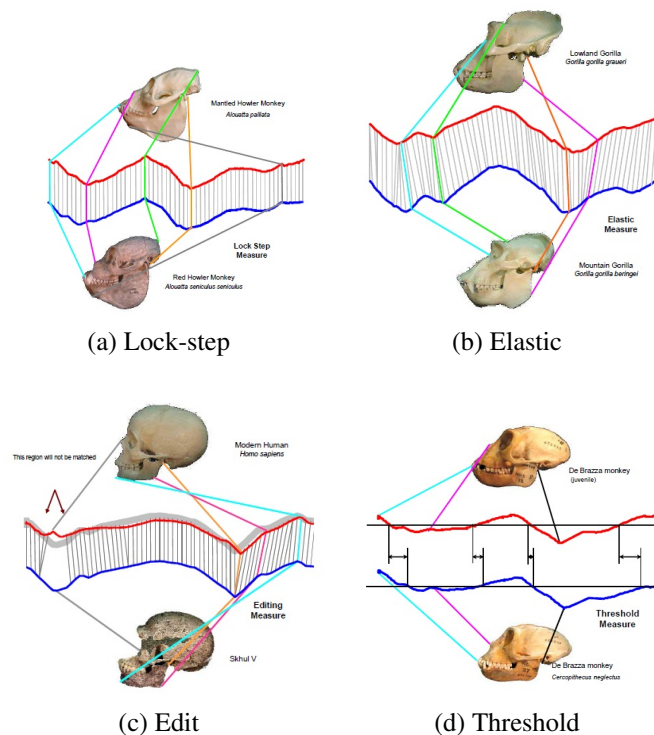 Mantled Howler Monkey
Alouatta palliata
Lock Step
Measure
Red Howler Monkey
Alouatta seniculus seniculus
(a) Lock-step
Lowland Gorilla
Gorilla gorilla graueri
Elastic
Measure
Mountain Gorilla
Gorilla gorilla beringei
(b) Elastic
This region will not be matched
Modern Human
Homo sapiens
Editing
Measure
Skhul V
(c) Edit
De Brazza monkey
(juvenile)
Threshold
Measure
De Brazza monkey
Cercopithecus neglectus
(d) Threshold